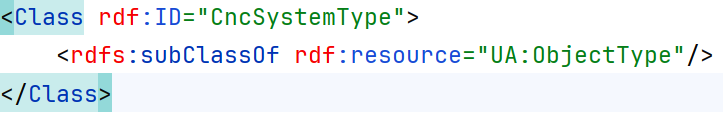 <Class rdf:ID="CncSystemType">
    <rdfs:subClassOf rdf:resource="UA:ObjectType"/>
</Class>